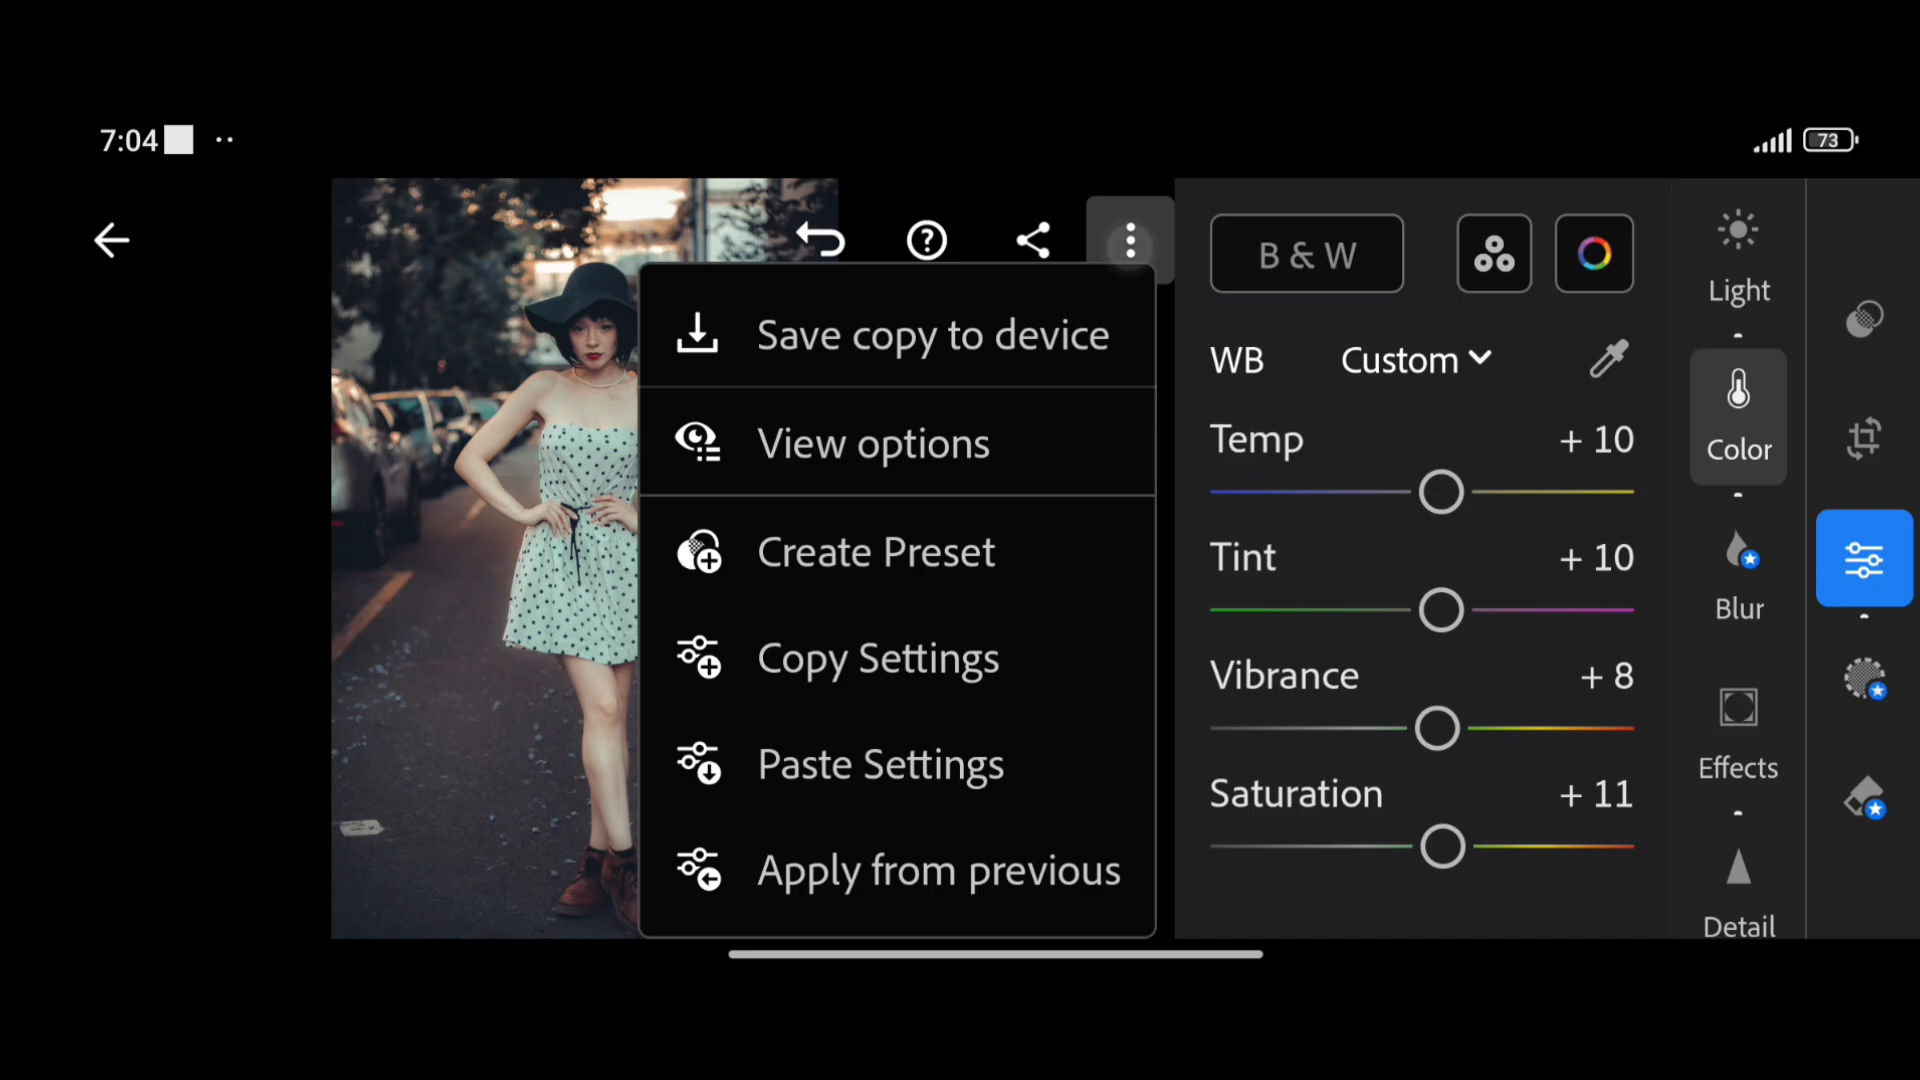 7:04
73
Save copy to device
View options
Create Preset
Copy Settings
Paste Settings
Apply from previous
B & W
WB Custom
Temp + 10
Tint + 10
Vibrance + 8
Saturation + 11
Light
Color
Blur
Effects
Detail